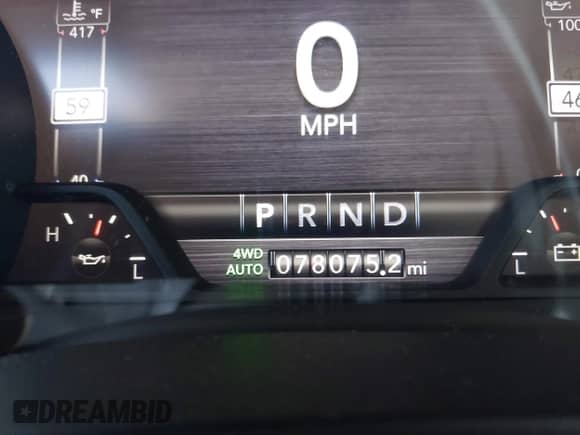 °F
417
59
40
0
MPH
100
46
P R N D
H
L
4WD
AUTO
078075.2 mi
L
DREAMBID